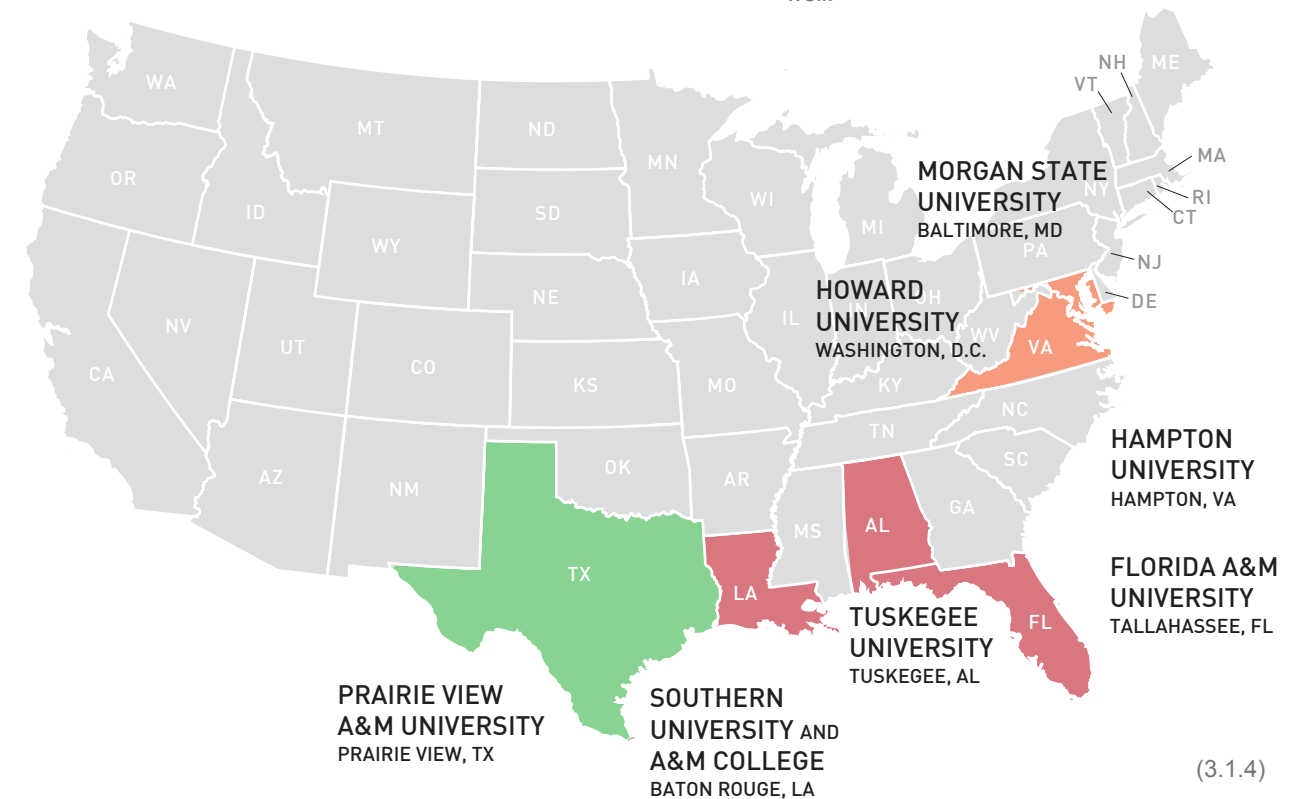 WA
OR
CA
NV
ID
MT
WY
UT
CO
AZ
NM
ND
SD
NE
KS
OK
TX
MN
IA
MO
AR
LA
WI
IL
MI
IN
OH
KY
TN
MS
AL
GA
FL
SC
NC
VA
WV
PA
NY
VT
NH
ME
MA
RI
CT
NJ
DE
MORGAN STATE
UNIVERSITY
BALTIMORE, MD
HOWARD
UNIVERSITY
WASHINGTON, D.C.
HAMPTON
UNIVERSITY
HAMPTON, VA
FLORIDA A&M
UNIVERSITY
TALLAHASSEE, FL
TUSKEGEE
UNIVERSITY
TUSKEGEE, AL
SOUTHERN
UNIVERSITY AND
A&M COLLEGE
BATON ROUGE, LA
PRAIRIE VIEW
A&M UNIVERSITY
PRAIRIE VIEW, TX
(3.1.4)